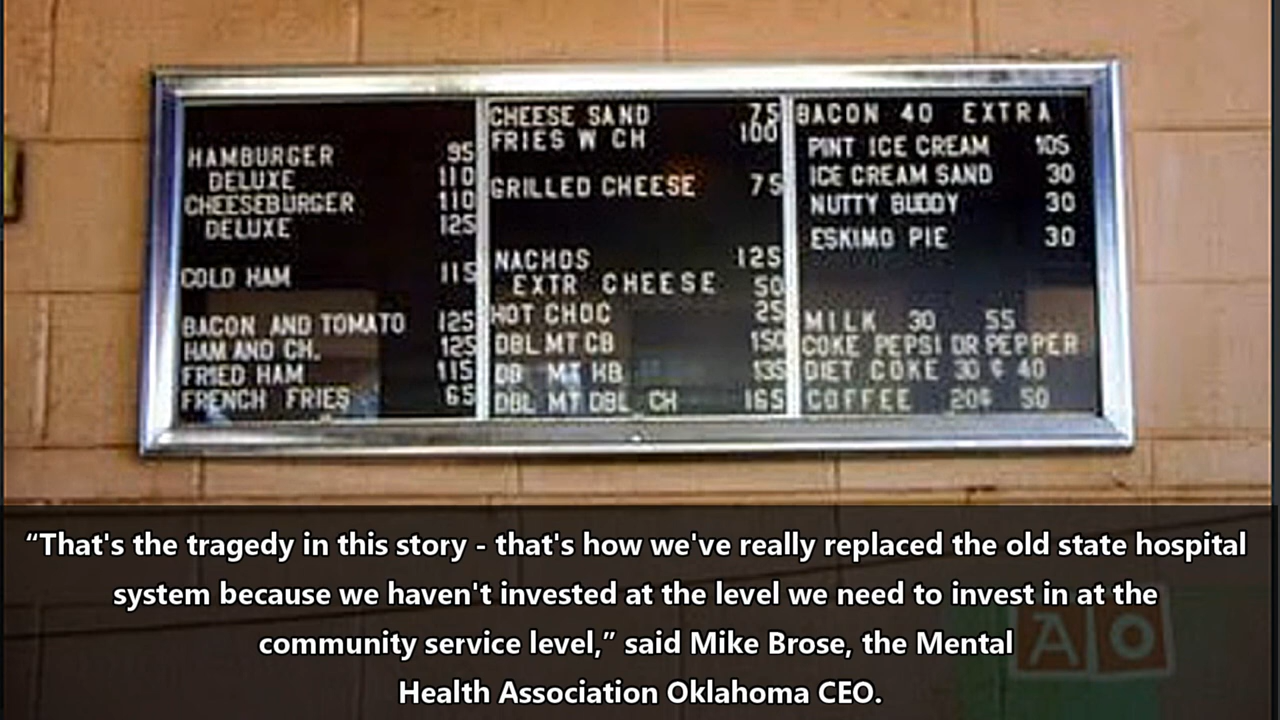 HAMBURGER 95
DELUXE 110
CHEESEBURGER 110
DELUXE 125
COLD HAM 115
BACON AND TOMATO 125
HAM AND CH. 125
FRIED HAM 115
FRENCH FRIES 65
CHEESE SAND 75
FRIES W CH 100
GRILLED CHEESE 75
NACHOS 125
EXTR CHEESE 50
HOT CHOC 25
DBL MT CB 150
DB MT HB 135
DBL MT DBL CH 165
BACON 40 EXTRA
PINT ICE CREAM 105
ICE CREAM SAND 30
NUTTY BUDDY 30
ESKIMO PIE 30
MILK 30 55
COKE PEPSI DR PEPPER
DIET COKE 30 ¢ 40
COFFEE 20¢ 50
“That's the tragedy in this story - that's how we've really replaced the old state hospital
system because we haven't invested at the level we need to invest in at the
community service level,” said Mike Brose, the Mental
Health Association Oklahoma CEO.
AO